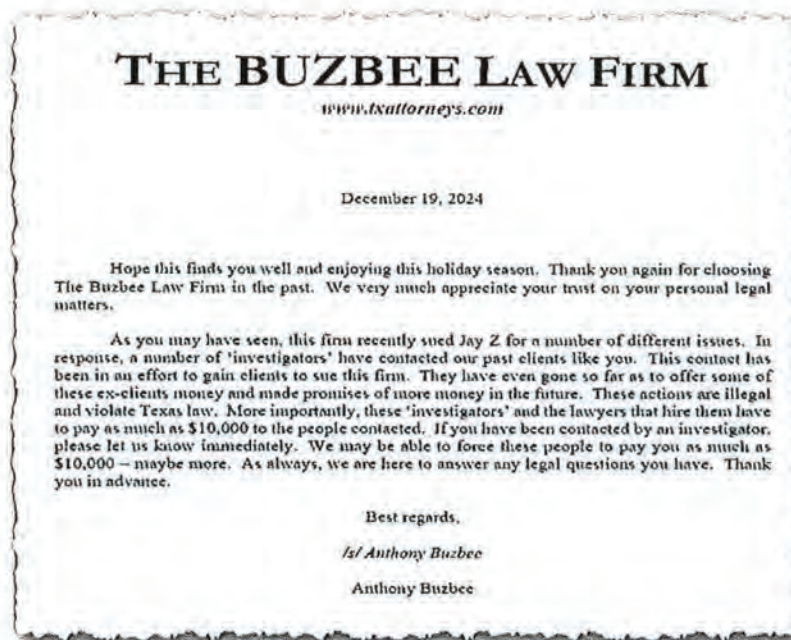 THE BUZBEE LAW FIRM
www.txattorneys.com
December 19, 2024
Hope this finds you well and enjoying this holiday season. Thank you again for choosing
The Buzbee Law Firm in the past. We very much appreciate your trust on your personal legal
matters.
As you may have seen, this firm recently sued Jay Z for a number of different issues. In
response, a number of 'investigators' have contacted our past clients like you. This contact has
been in an effort to gain clients to sue this firm. They have even gone so far as to offer some of
these ex-clients money and made promises of more money in the future. These actions are illegal
and violate Texas law. More importantly, these 'investigators' and the lawyers that hire them have
to pay as much as $10,000 to the people contacted. If you have been contacted by an investigator,
please let us know immediately. We may be able to force these people to pay you as much as
$10,000 – maybe more. As always, we are here to answer any legal questions you have. Thank
you in advance.
Best regards,
/s/ Anthony Buzbee
Anthony Buzbee